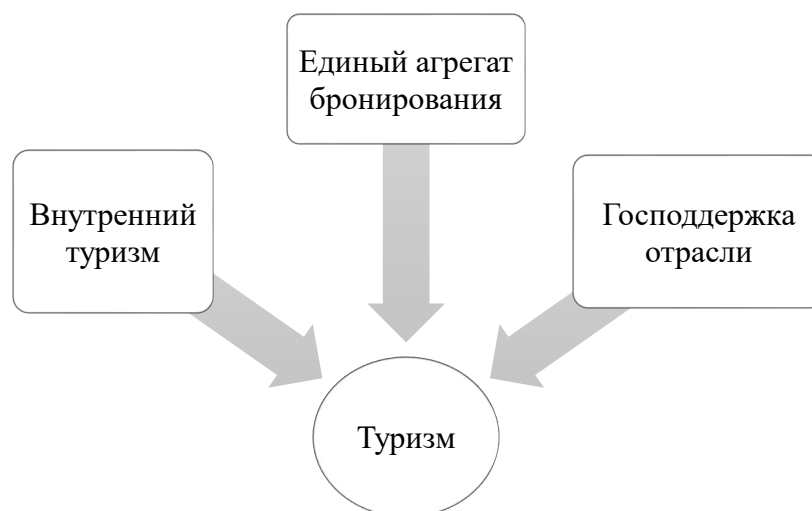 Единый агрегат
бронирования
Внутренний
туризм
Господдержка
отрасли
Туризм